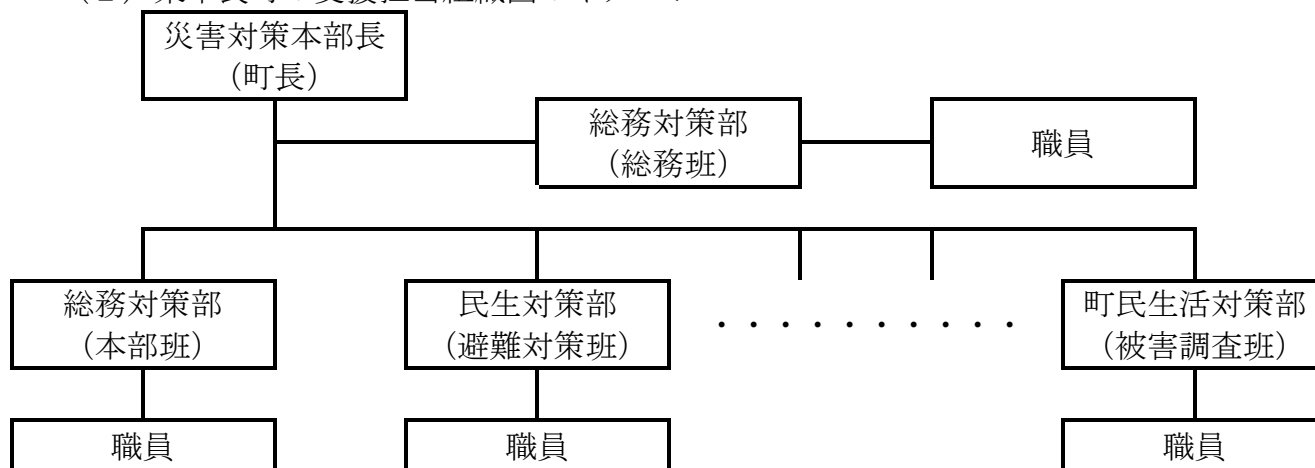 災害対策本部長
（町長）
総務対策部
（総務班）
職員
総務対策部
（本部班）
民生対策部
（避難対策班）
・・・・・・・・・・
町民生活対策部
（被害調査班）
職員
職員
職員